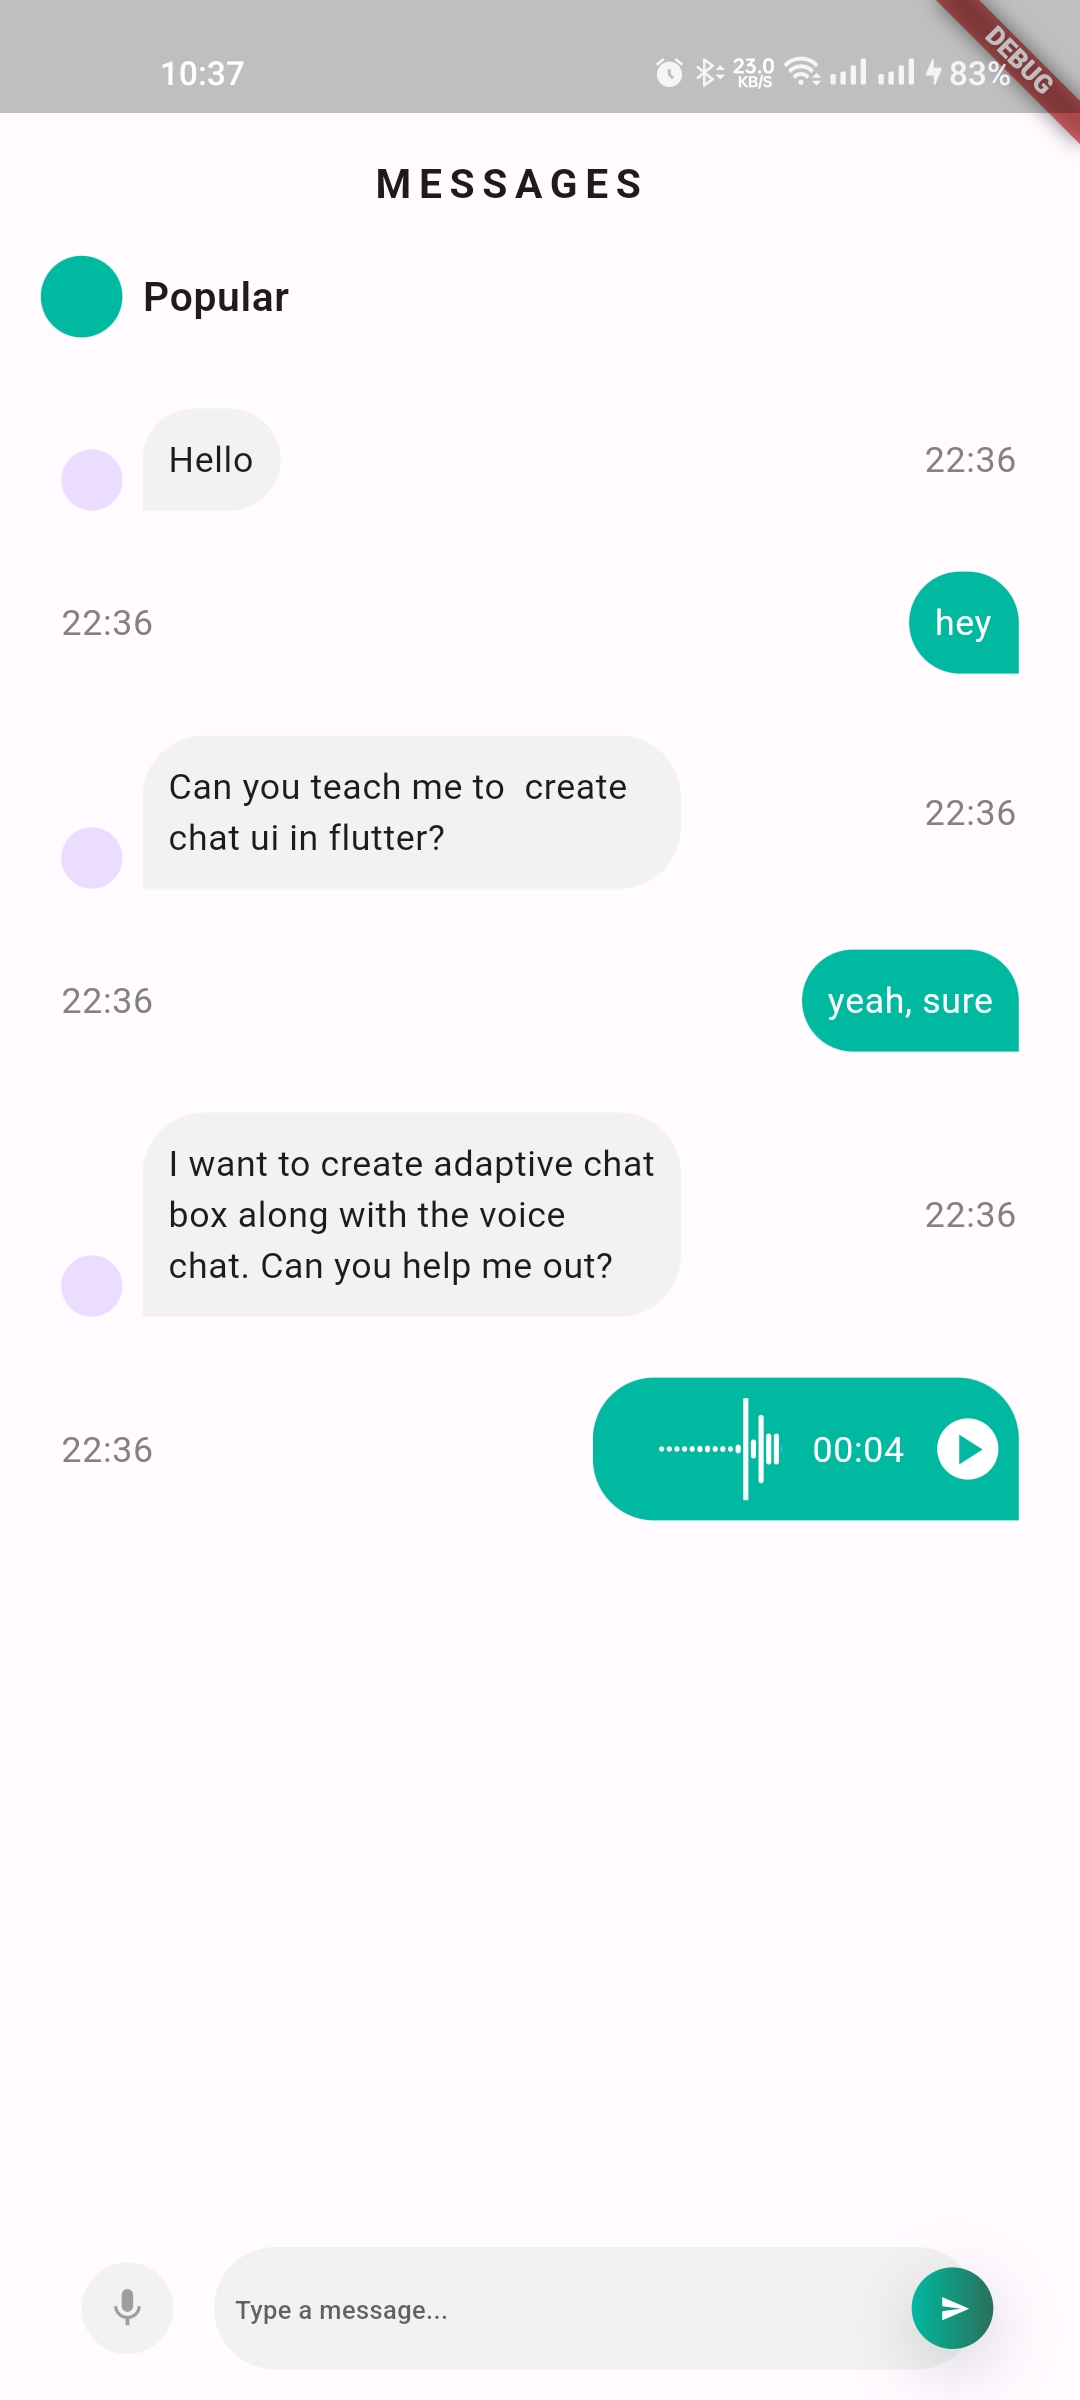 10:37 23.0 KB/S 83%
DEBUG
MESSAGES
Popular
Hello 22:36
22:36 hey
Can you teach me to  create
chat ui in flutter?
22:36
22:36 yeah, sure
I want to create adaptive chat
box along with the voice
chat. Can you help me out?
22:36
22:36 00:04
Type a message...